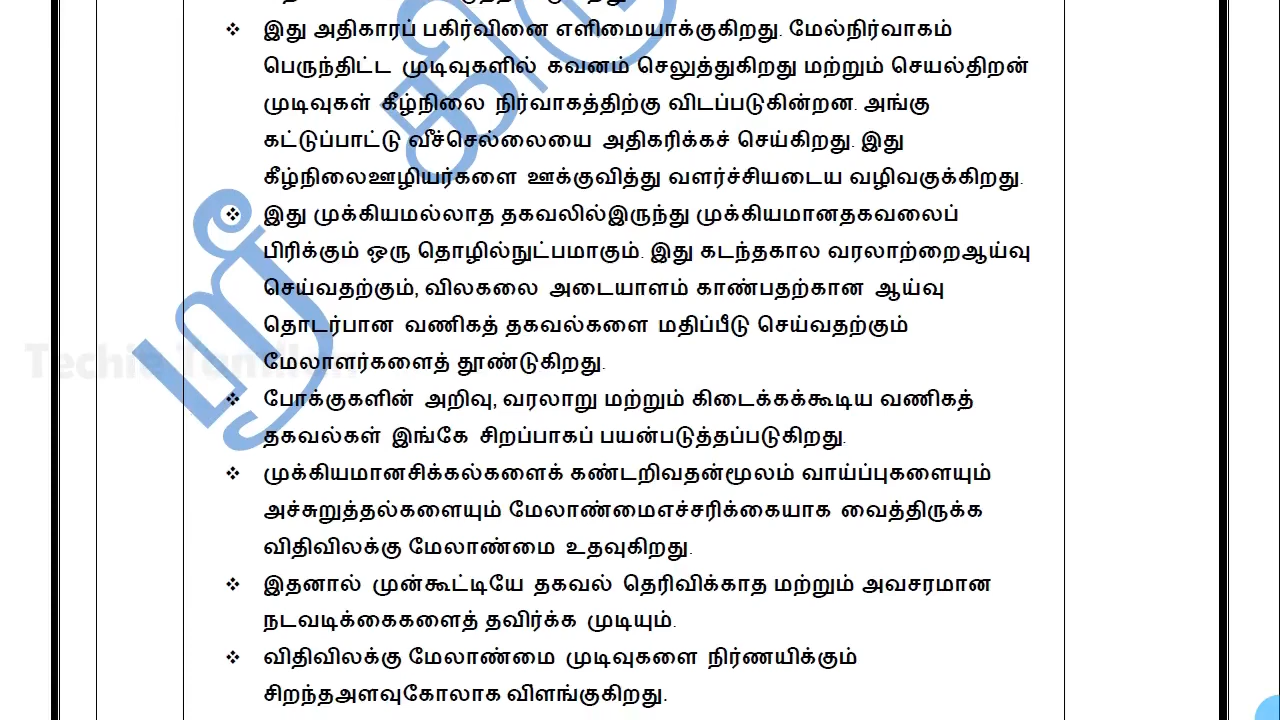 இது அதிகாரப் பகிர்வினை எளிமையாக்குகிறது. மேல்நிர்வாகம்
பெருந்திட்ட முடிவுகளில் கவனம் செலுத்துகிறது மற்றும் செயல்திறன்
முடிவுகள் கீழ்நிலை நிர்வாகத்திற்கு விடப்படுகின்றன. அங்கு
கட்டுப்பாட்டு வீச்செல்லையை அதிகரிக்கச் செய்கிறது. இது
கீழ்நிலைஊழியர்களை ஊக்குவித்து வளர்ச்சியடைய வழிவகுக்கிறது.
இது முக்கியமல்லாத தகவலில்இருந்து முக்கியமானதகவலைப்
பிரிக்கும் ஒரு தொழில்நுட்பமாகும். இது கடந்தகால வரலாற்றைஆய்வு
செய்வதற்கும், விலகலை அடையாளம் காண்பதற்கான ஆய்வு
தொடர்பான வணிகத் தகவல்களை மதிப்பீடு செய்வதற்கும்
மேலாளர்களைத் தூண்டுகிறது.
போக்குகளின் அறிவு, வரலாறு மற்றும் கிடைக்கக்கூடிய வணிகத்
தகவல்கள் இங்கே சிறப்பாகப் பயன்படுத்தப்படுகிறது.
முக்கியமானசிக்கல்களைக் கண்டறிவதன்மூலம் வாய்ப்புகளையும்
அச்சுறுத்தல்களையும் மேலாண்மைஎச்சரிக்கையாக வைத்திருக்க
விதிவிலக்கு மேலாண்மை உதவுகிறது.
இதனால் முன்கூட்டியே தகவல் தெரிவிக்காத மற்றும் அவசரமான
நடவடிக்கைகளைத் தவிர்க்க முடியும்.
விதிவிலக்கு மேலாண்மை முடிவுகளை நிர்ணயிக்கும்
சிறந்தஅளவுகோலாக விளங்குகிறது.